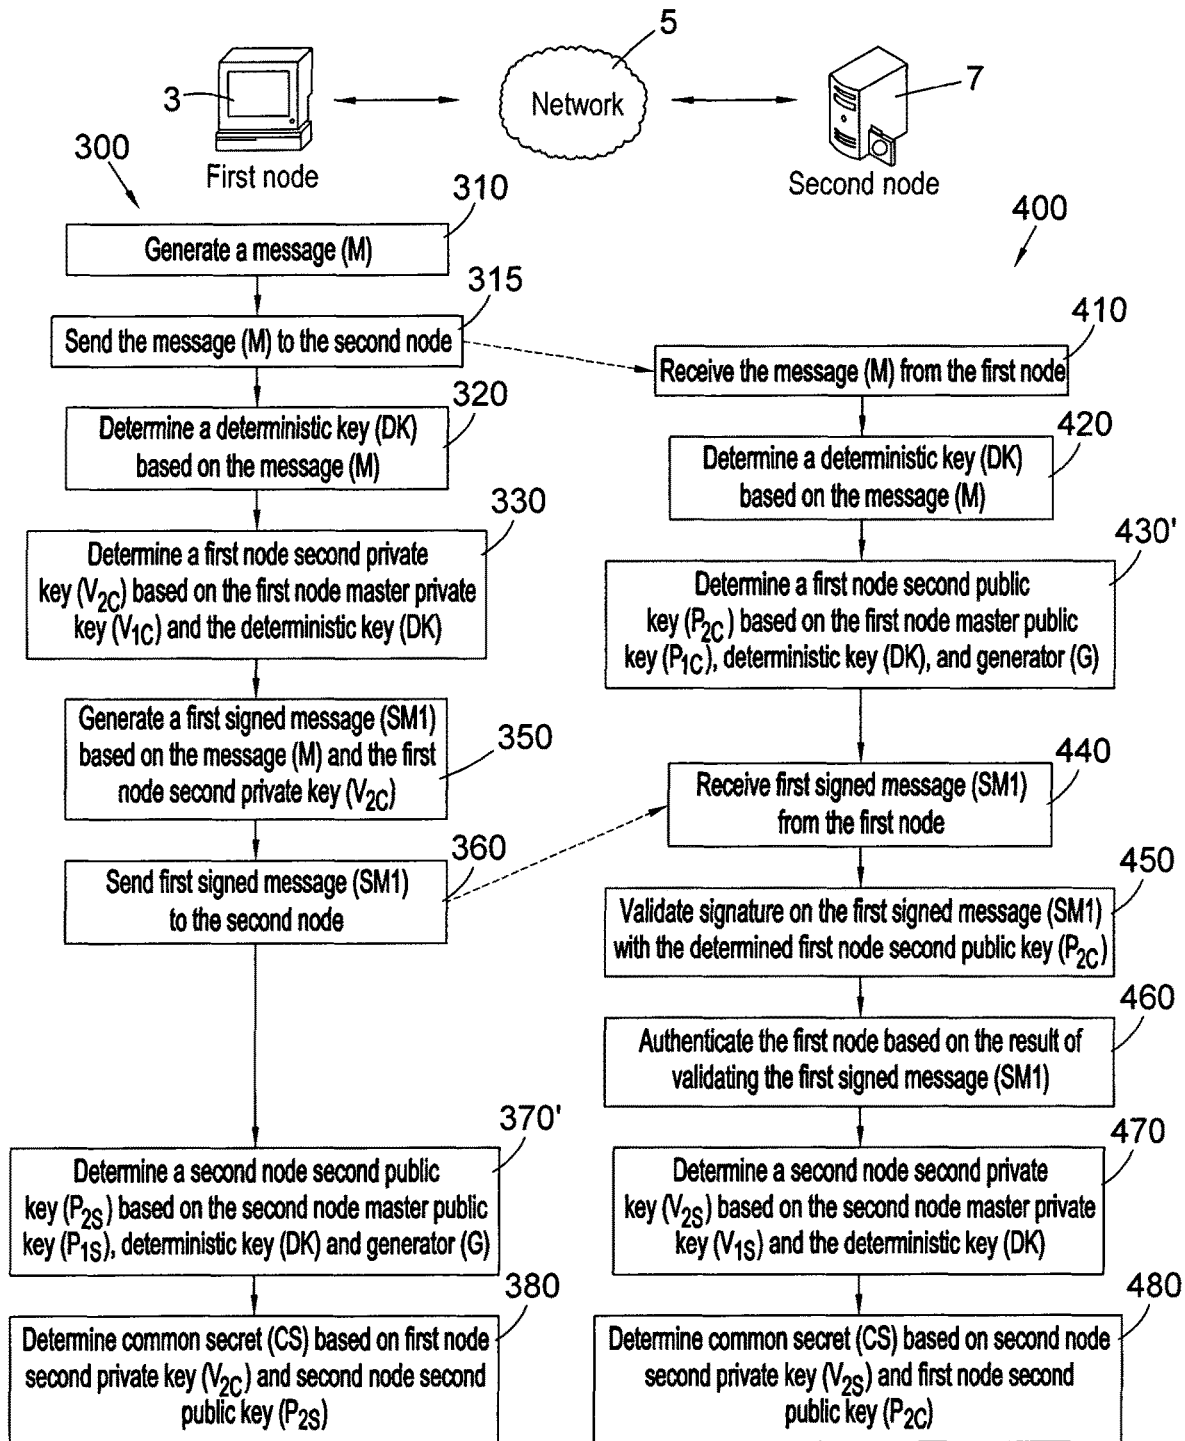 5
3
Network
7
First node
Second node
300
400
310
Generate a message (M)
315
Send the message (M) to the second node
410
Receive the message (M) from the first node
320
Determine a deterministic key (DK)
based on the message (M)
420
Determine a deterministic key (DK)
based on the message (M)
330
Determine a first node second private
key (V2C) based on the first node master private
key (V1C) and the deterministic key (DK)
430'
Determine a first node second public
key (P2C) based on the first node master public
key (P1C), deterministic key (DK), and generator (G)
350
Generate a first signed message (SM1)
based on the message (M) and the first
node second private key (V2C)
440
Receive first signed message (SM1)
from the first node
360
Send first signed message (SM1)
to the second node
450
Validate signature on the first signed message (SM1)
with the determined first node second public key (P2C)
460
Authenticate the first node based on the result of
validating the first signed message (SM1)
370'
Determine a second node second public
key (P2S) based on the second node master public
key (P1S), deterministic key (DK) and generator (G)
470
Determine a second node second private
key (V2S) based on the second node master private
key (V1S) and the deterministic key (DK)
380
Determine common secret (CS) based on first node
second private key (V2C) and second node second
public key (P2S)
480
Determine common secret (CS) based on second node
second private key (V2S) and first node second
public key (P2C)